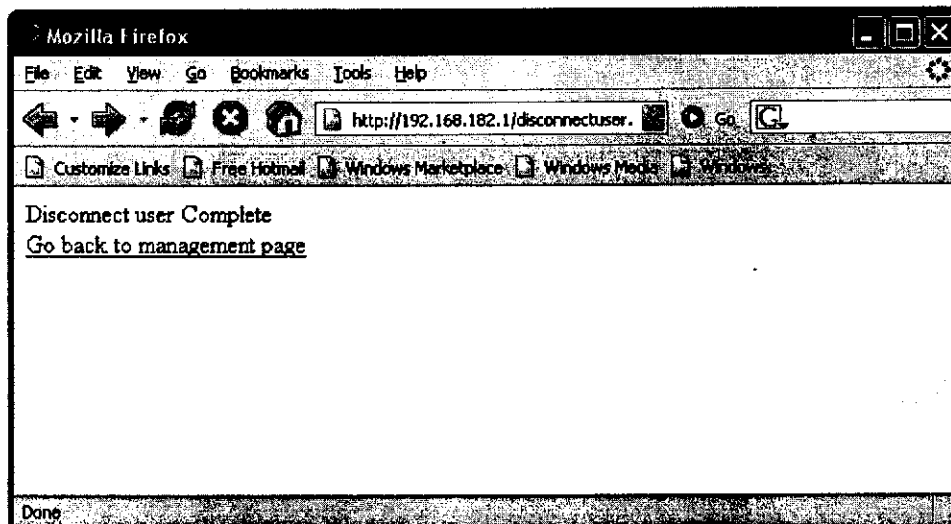 Mozilla Firefox
File Edit View Go Bookmarks Tools Help
http://192.168.182.1/disconnectuser. Go G
Customize Links Free Hotmail Windows Marketplace Windows Media Windows
Disconnect user Complete
Go back to management page
Done